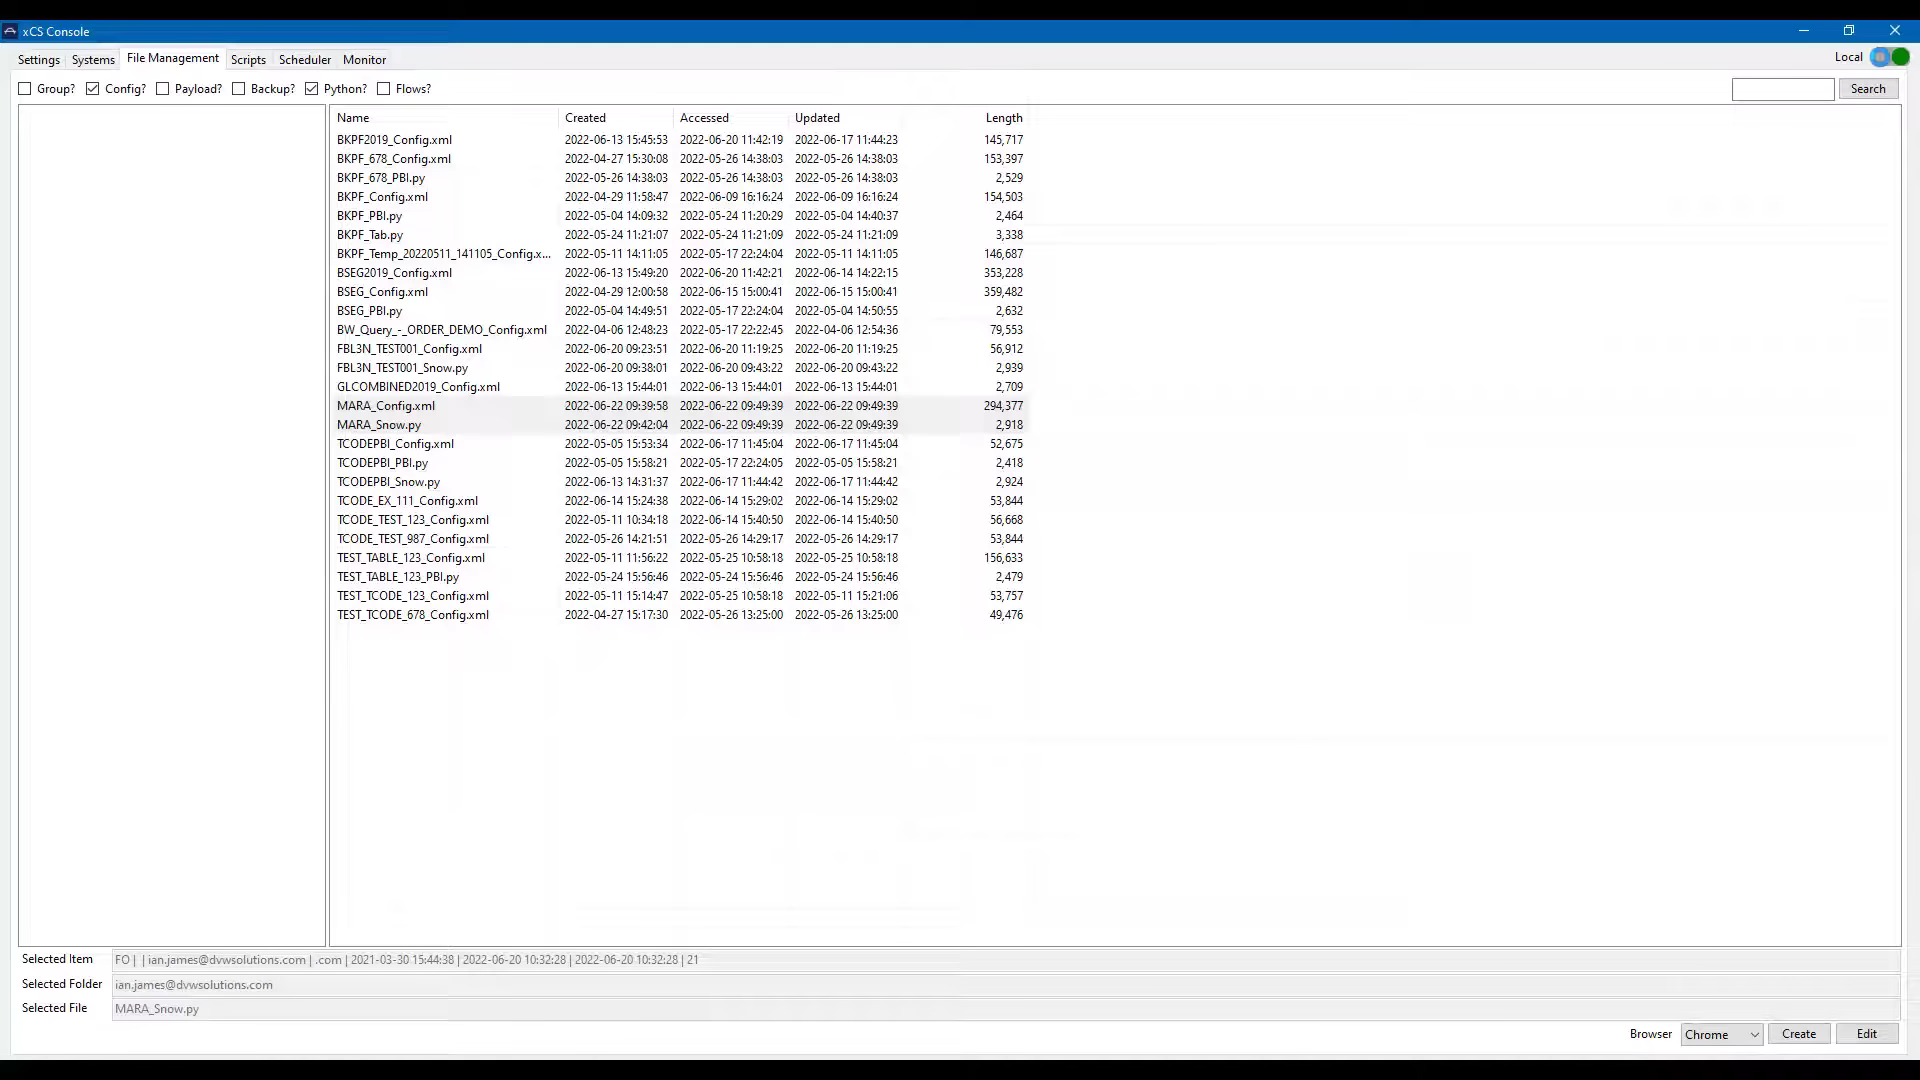 xCS Console
Settings Systems File Management Scripts Scheduler Monitor Local
Group? Config? Payload? Backup? Python? Flows? Search
Name Created Accessed Updated Length
BKPF2019_Config.xml 2022-06-13 15:45:53 2022-06-20 11:42:19 2022-06-17 11:44:23 145,717
BKPF_678_Config.xml 2022-04-27 15:30:08 2022-05-26 14:38:03 2022-05-26 14:38:03 153,397
BKPF_678_PBI.py 2022-05-26 14:38:03 2022-05-26 14:38:03 2022-05-26 14:38:03 2,529
BKPF_Config.xml 2022-04-29 11:58:47 2022-06-09 16:16:24 2022-06-09 16:16:24 154,503
BKPF_PBI.py 2022-05-04 14:09:32 2022-05-24 11:20:29 2022-05-04 14:40:37 2,464
BKPF_Tab.py 2022-05-24 11:21:07 2022-05-24 11:21:09 2022-05-24 11:21:09 3,338
BKPF_Temp_20220511_141105_Config.x... 2022-05-11 14:11:05 2022-05-17 22:24:04 2022-05-11 14:11:05 146,687
BSEG2019_Config.xml 2022-06-13 15:49:20 2022-06-20 11:42:21 2022-06-14 14:22:15 353,228
BSEG_Config.xml 2022-04-29 12:00:58 2022-06-15 15:00:41 2022-06-15 15:00:41 359,482
BSEG_PBI.py 2022-05-04 14:49:51 2022-05-17 22:24:04 2022-05-04 14:50:55 2,632
BW_Query_-_ORDER_DEMO_Config.xml 2022-04-06 12:48:23 2022-05-17 22:22:45 2022-04-06 12:54:36 79,553
FBL3N_TEST001_Config.xml 2022-06-20 09:23:51 2022-06-20 11:19:25 2022-06-20 11:19:25 56,912
FBL3N_TEST001_Snow.py 2022-06-20 09:38:01 2022-06-20 09:43:22 2022-06-20 09:43:22 2,939
GLCOMBINED2019_Config.xml 2022-06-13 15:44:01 2022-06-13 15:44:01 2022-06-13 15:44:01 2,709
MARA_Config.xml 2022-06-22 09:39:58 2022-06-22 09:49:39 2022-06-22 09:49:39 294,377
MARA_Snow.py 2022-06-22 09:42:04 2022-06-22 09:49:39 2022-06-22 09:49:39 2,918
TCODEPBI_Config.xml 2022-05-05 15:53:34 2022-06-17 11:45:04 2022-06-17 11:45:04 52,675
TCODEPBI_PBI.py 2022-05-05 15:58:21 2022-05-17 22:24:05 2022-05-05 15:58:21 2,418
TCODEPBI_Snow.py 2022-06-13 14:31:37 2022-06-17 11:44:42 2022-06-17 11:44:42 2,924
TCODE_EX_111_Config.xml 2022-06-14 15:24:38 2022-06-14 15:29:02 2022-06-14 15:29:02 53,844
TCODE_TEST_123_Config.xml 2022-05-11 10:34:18 2022-06-14 15:40:50 2022-06-14 15:40:50 56,668
TCODE_TEST_987_Config.xml 2022-05-26 14:21:51 2022-05-26 14:29:17 2022-05-26 14:29:17 53,844
TEST_TABLE_123_Config.xml 2022-05-11 11:56:22 2022-05-25 10:58:18 2022-05-25 10:58:18 156,633
TEST_TABLE_123_PBI.py 2022-05-24 15:56:46 2022-05-24 15:56:46 2022-05-24 15:56:46 2,479
TEST_TCODE_123_Config.xml 2022-05-11 15:14:47 2022-05-25 10:58:18 2022-05-11 15:21:06 53,757
TEST_TCODE_678_Config.xml 2022-04-27 15:17:30 2022-05-26 13:25:00 2022-05-26 13:25:00 49,476
Selected Item FO | | ian.james@dvwsolutions.com | .com | 2021-03-30 15:44:38 | 2022-06-20 10:32:28 | 2022-06-20 10:32:28 | 21
Selected Folder ian.james@dvwsolutions.com
Selected File MARA_Snow.py
Browser Chrome Create Edit